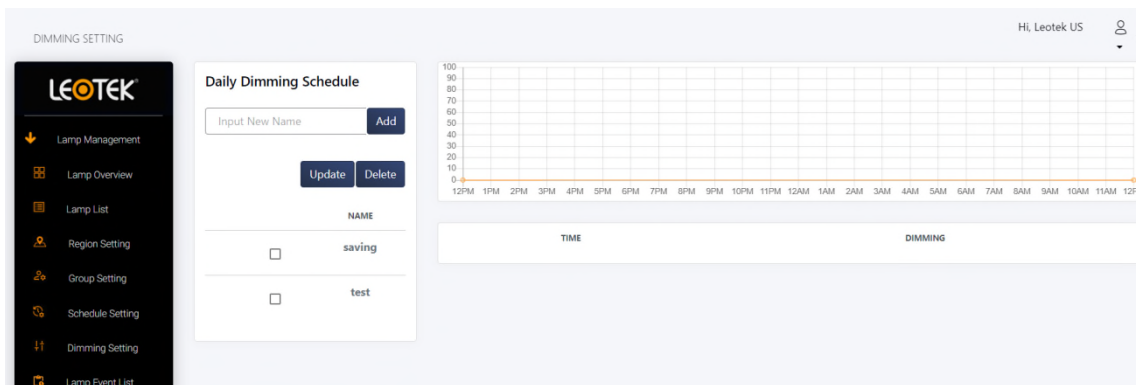 DIMMING SETTING
Hi, Leotek US
LEOTEK
Lamp Management
Lamp Overview
Lamp List
Region Setting
Group Setting
Schedule Setting
Dimming Setting
Lamp Event List
Daily Dimming Schedule
Input New Name Add
Update Delete
NAME
saving
test
100
90
80
70
60
50
40
30
20
10
0
12PM 1PM 2PM 3PM 4PM 5PM 6PM 7PM 8PM 9PM 10PM 11PM 12AM 1AM 2AM 3AM 4AM 5AM 6AM 7AM 8AM 9AM 10AM 11AM 12P
TIME DIMMING